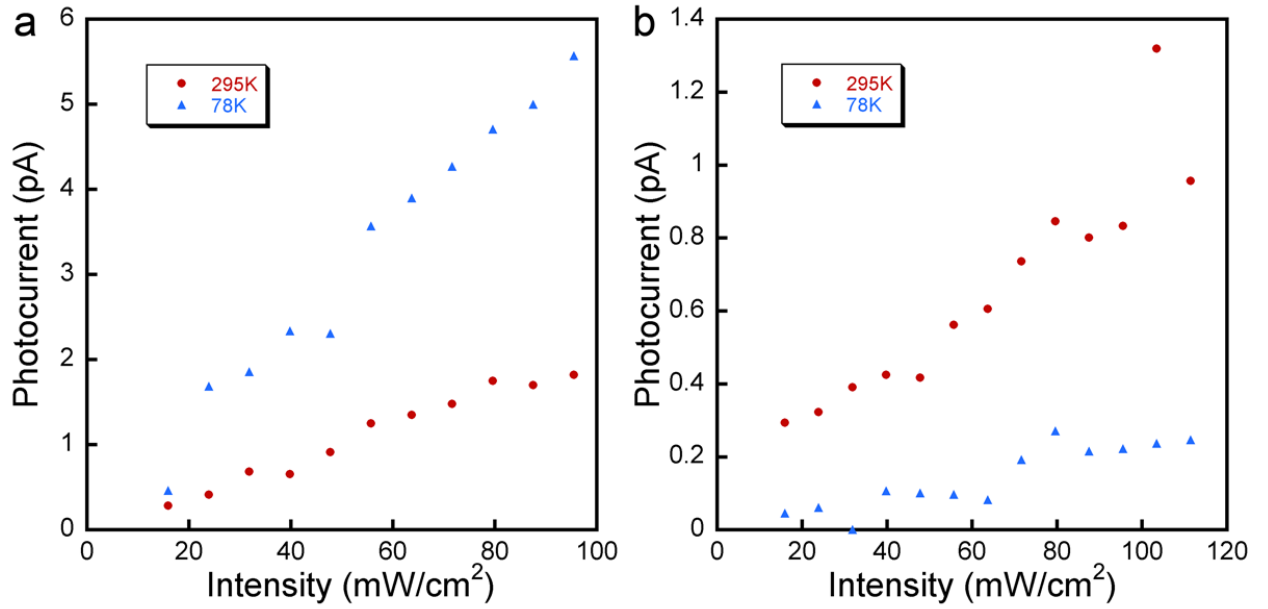 a
6
5
4
3
2
1
0
Photocurrent (pA)
295K
78K
0 20 40 60 80 100
Intensity (mW/cm²)
b
1.4
1.2
1
0.8
0.6
0.4
0.2
0
Photocurrent (pA)
295K
78K
0 20 40 60 80 100 120
Intensity (mW/cm²)